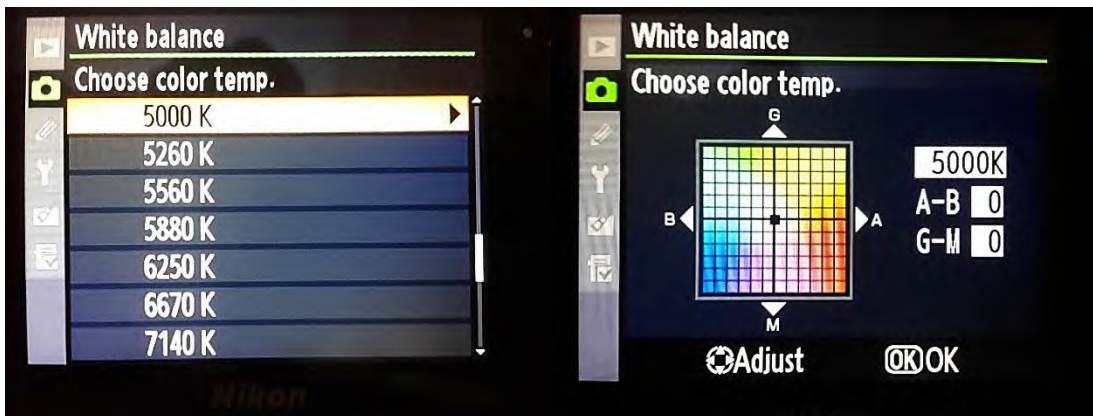 White balance
Choose color temp.
5000 K
5260 K
5560 K
5880 K
6250 K
6670 K
7140 K
Nikon
White balance
Choose color temp.
G
B
A
M
5000K
A-B 0
G-M 0
Adjust
OK OK